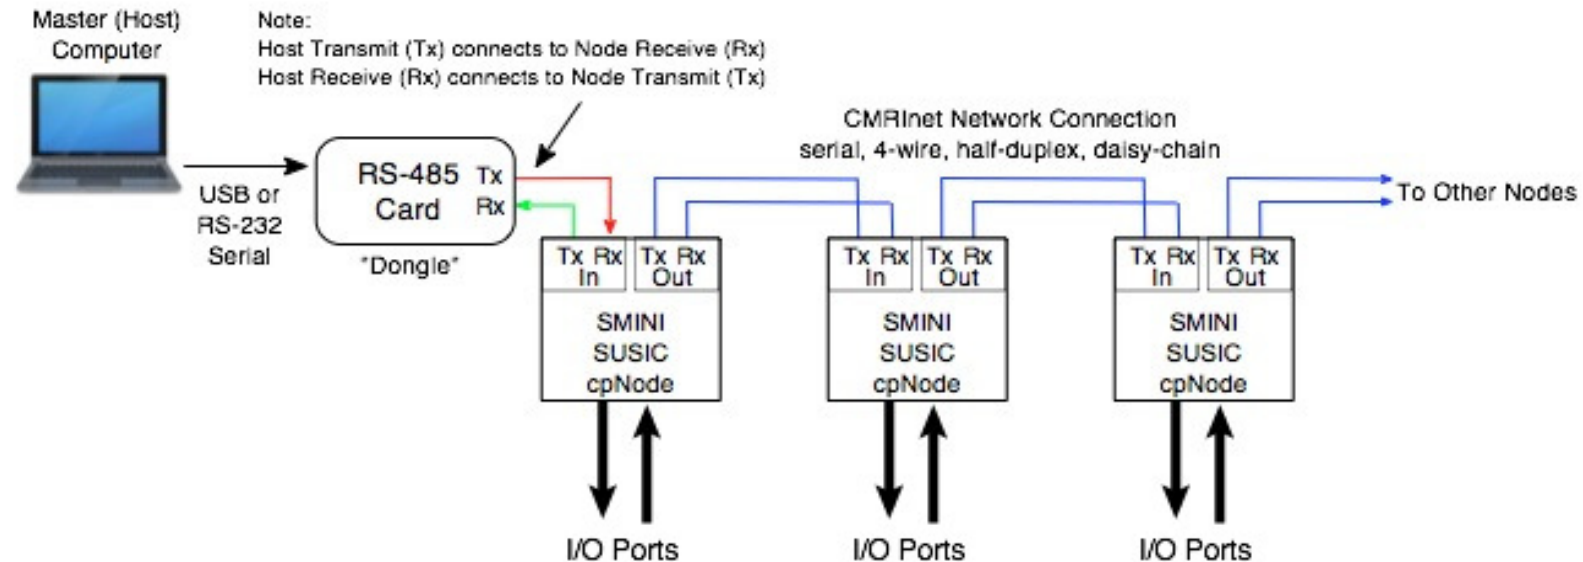 Master (Host)
Computer
Note:
Host Transmit (Tx) connects to Node Receive (Rx)
Host Receive (Rx) connects to Node Transmit (Tx)
CMRInet Network Connection
serial, 4-wire, half-duplex, daisy-chain
USB or
RS-232
Serial
RS-485 Tx
Card Rx
"Dongle"
To Other Nodes
Tx Rx Tx Rx
In Out
SMINI
SUSIC
cpNode
I/O Ports
Tx Rx Tx Rx
In Out
SMINI
SUSIC
cpNode
I/O Ports
Tx Rx Tx Rx
In Out
SMINI
SUSIC
cpNode
I/O Ports